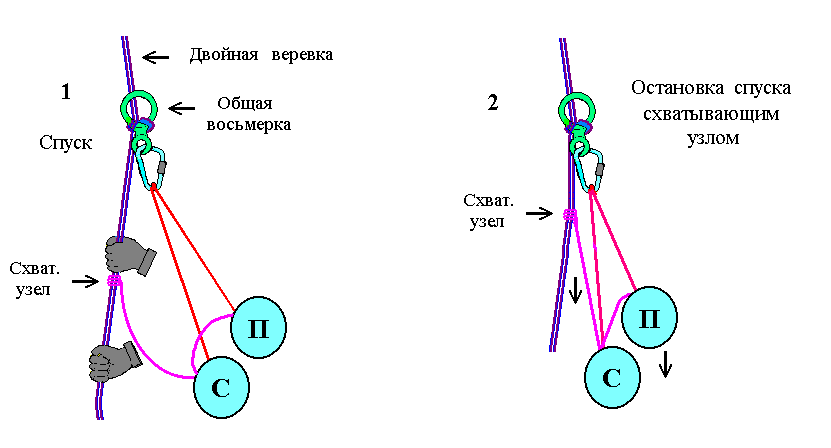 Двойная веревка
1
Общая
восьмерка
Спуск
Схват.
узел
П
С
2
Остановка спуска
схватывающим
узлом
Схват.
узел
П
С